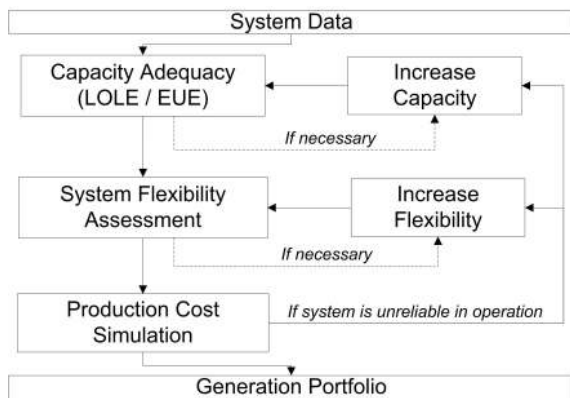 System Data
Capacity Adequacy
(LOLE / EUE)
Increase
Capacity
If necessary
System Flexibility
Assessment
Increase
Flexibility
If necessary
Production Cost
Simulation
If system is unreliable in operation
Generation Portfolio